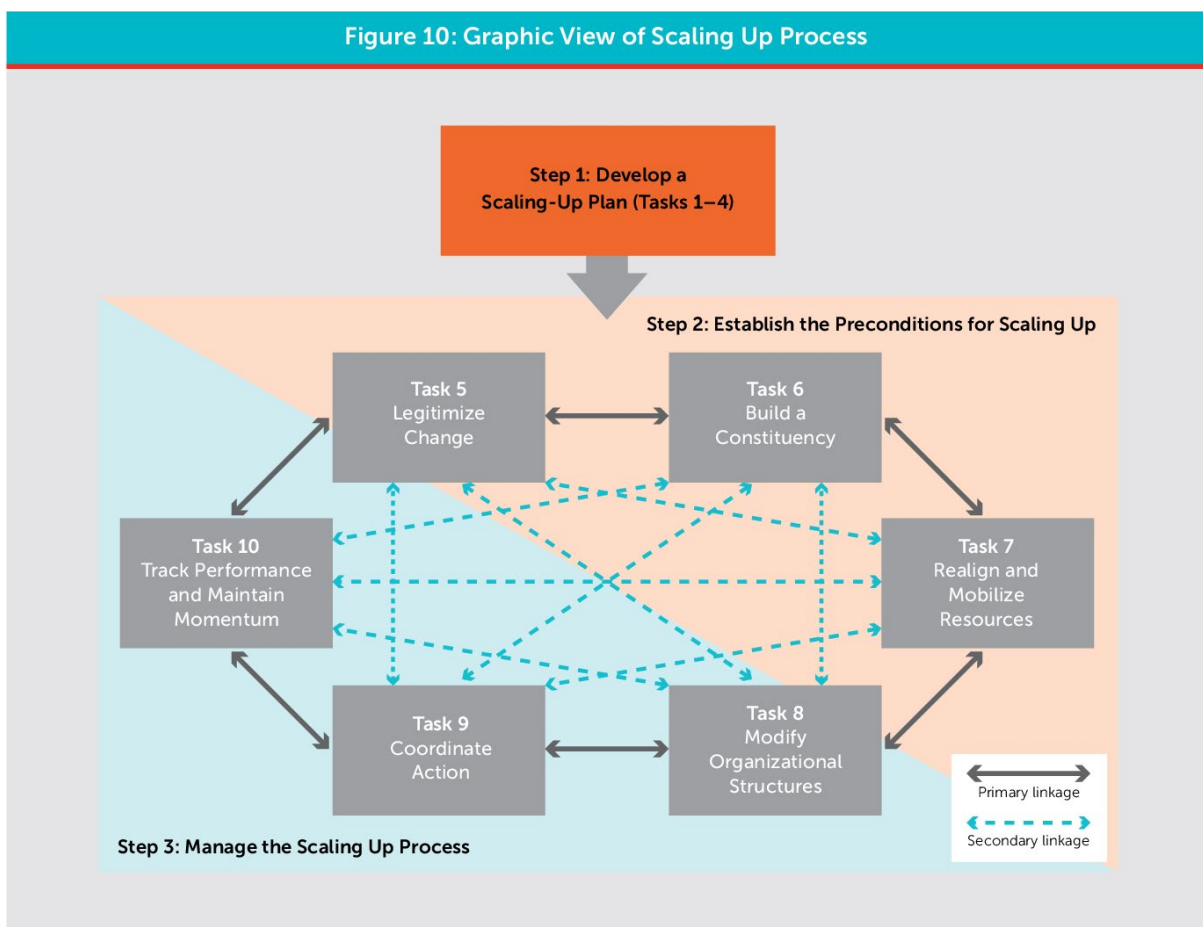 Figure 10: Graphic View of Scaling Up Process
Step 1: Develop a
Scaling-Up Plan (Tasks 1–4)
Step 2: Establish the Preconditions for Scaling Up
Task 5
Legitimize
Change
Task 6
Build a
Constituency
Task 10
Track Performance
and Maintain
Momentum
Task 7
Realign and
Mobilize
Resources
Task 9
Coordinate
Action
Task 8
Modify
Organizational
Structures
Primary linkage
Secondary linkage
Step 3: Manage the Scaling Up Process